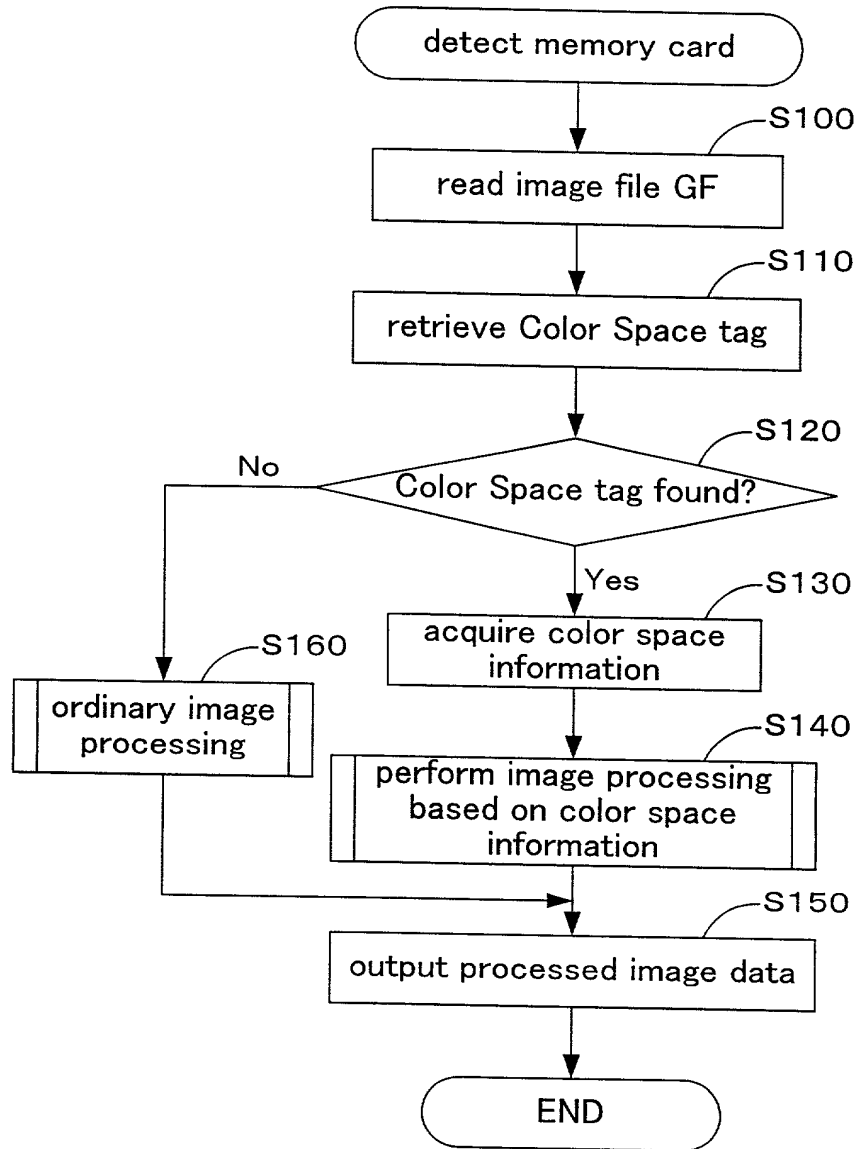 detect memory card
S100
read image file GF
S110
retrieve Color Space tag
S120
No
Color Space tag found?
Yes
S130
acquire color space
information
S160
ordinary image
processing
S140
perform image processing
based on color space
information
S150
output processed image data
END